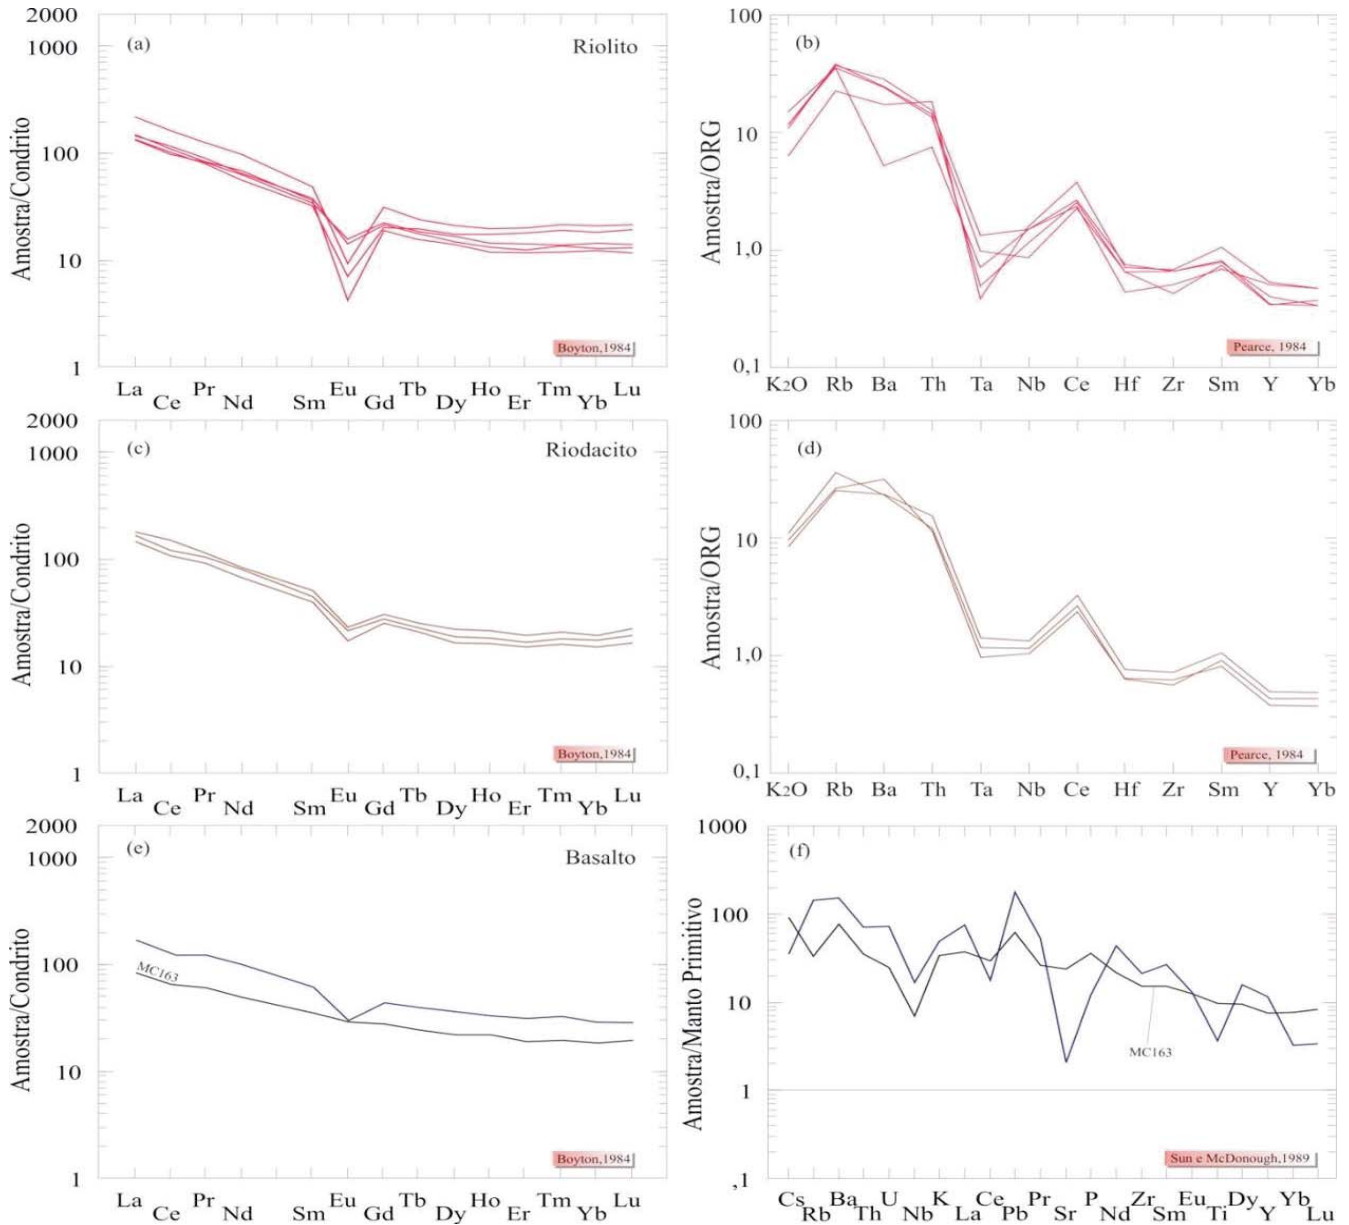 (a)
Riolito
Amostra/Condrito
2000
1000
100
10
1
La Ce Pr Nd Sm Eu Gd Tb Dy Ho Er Tm Yb Lu
Boyton,1984
(b)
Amostra/ORG
100
10
1,0
0,1
K2O Rb Ba Th Ta Nb Ce Hf Zr Sm Y Yb
Pearce, 1984
(c)
Riodacito
Amostra/Condrito
2000
1000
100
10
1
La Ce Pr Nd Sm Eu Gd Tb Dy Ho Er Tm Yb Lu
Boyton,1984
(d)
Amostra/ORG
100
10
1,0
0,1
K2O Rb Ba Th Ta Nb Ce Hf Zr Sm Y Yb
Pearce, 1984
(e)
Basalto
Amostra/Condrito
2000
1000
100
10
1
MC163
La Ce Pr Nd Sm Eu Gd Tb Dy Ho Er Tm Yb Lu
Boyton,1984
(f)
Amostra/Manto Primitivo
1000
100
10
1
,1
MC163
Cs Rb Ba Th U Nb K La Ce Pb Pr Sr P Nd Zr Sm Eu Ti Dy Y Yb Lu
Sun e McDonough,1989